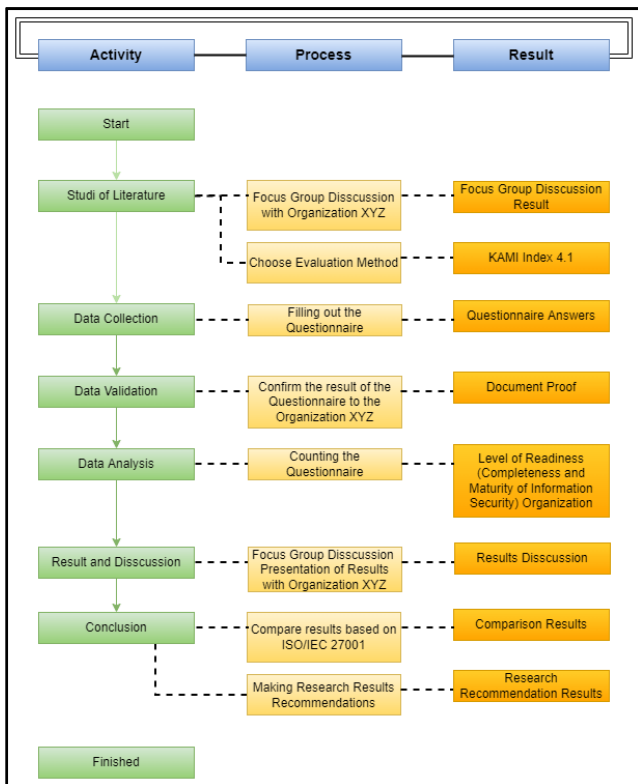 Activity
Process
Result
Start
Studi of Literature
Focus Group Disscussion
with Organization XYZ
Focus Group Disscussion
Result
Choose Evaluation Method
KAMI Index 4.1
Data Collection
Filling out the
Questionnaire
Questionnaire Answers
Data Validation
Confirm the result of the
Questionnaire to the
Organization XYZ
Document Proof
Data Analysis
Counting the
Questionnaire
Level of Readiness
(Completeness and
Maturity of Information
Security) Organization
Result and Disscussion
Focus Group Disscussion
Presentation of Results
with Organization XYZ
Results Disscussion
Conclusion
Compare results based on
ISO/IEC 27001
Comparison Results
Making Research Results
Recommendations
Research
Recommendation Results
Finished